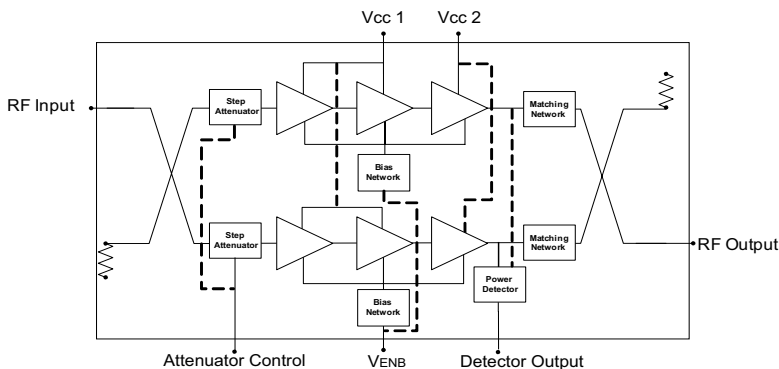 Vcc 1
Vcc 2
RF Input
Step
Attenuator
Matching
Network
Bias
Network
Step
Attenuator
Matching
Network
RF Output
Power
Detector
Bias
Network
Attenuator Control
VENB
Detector Output